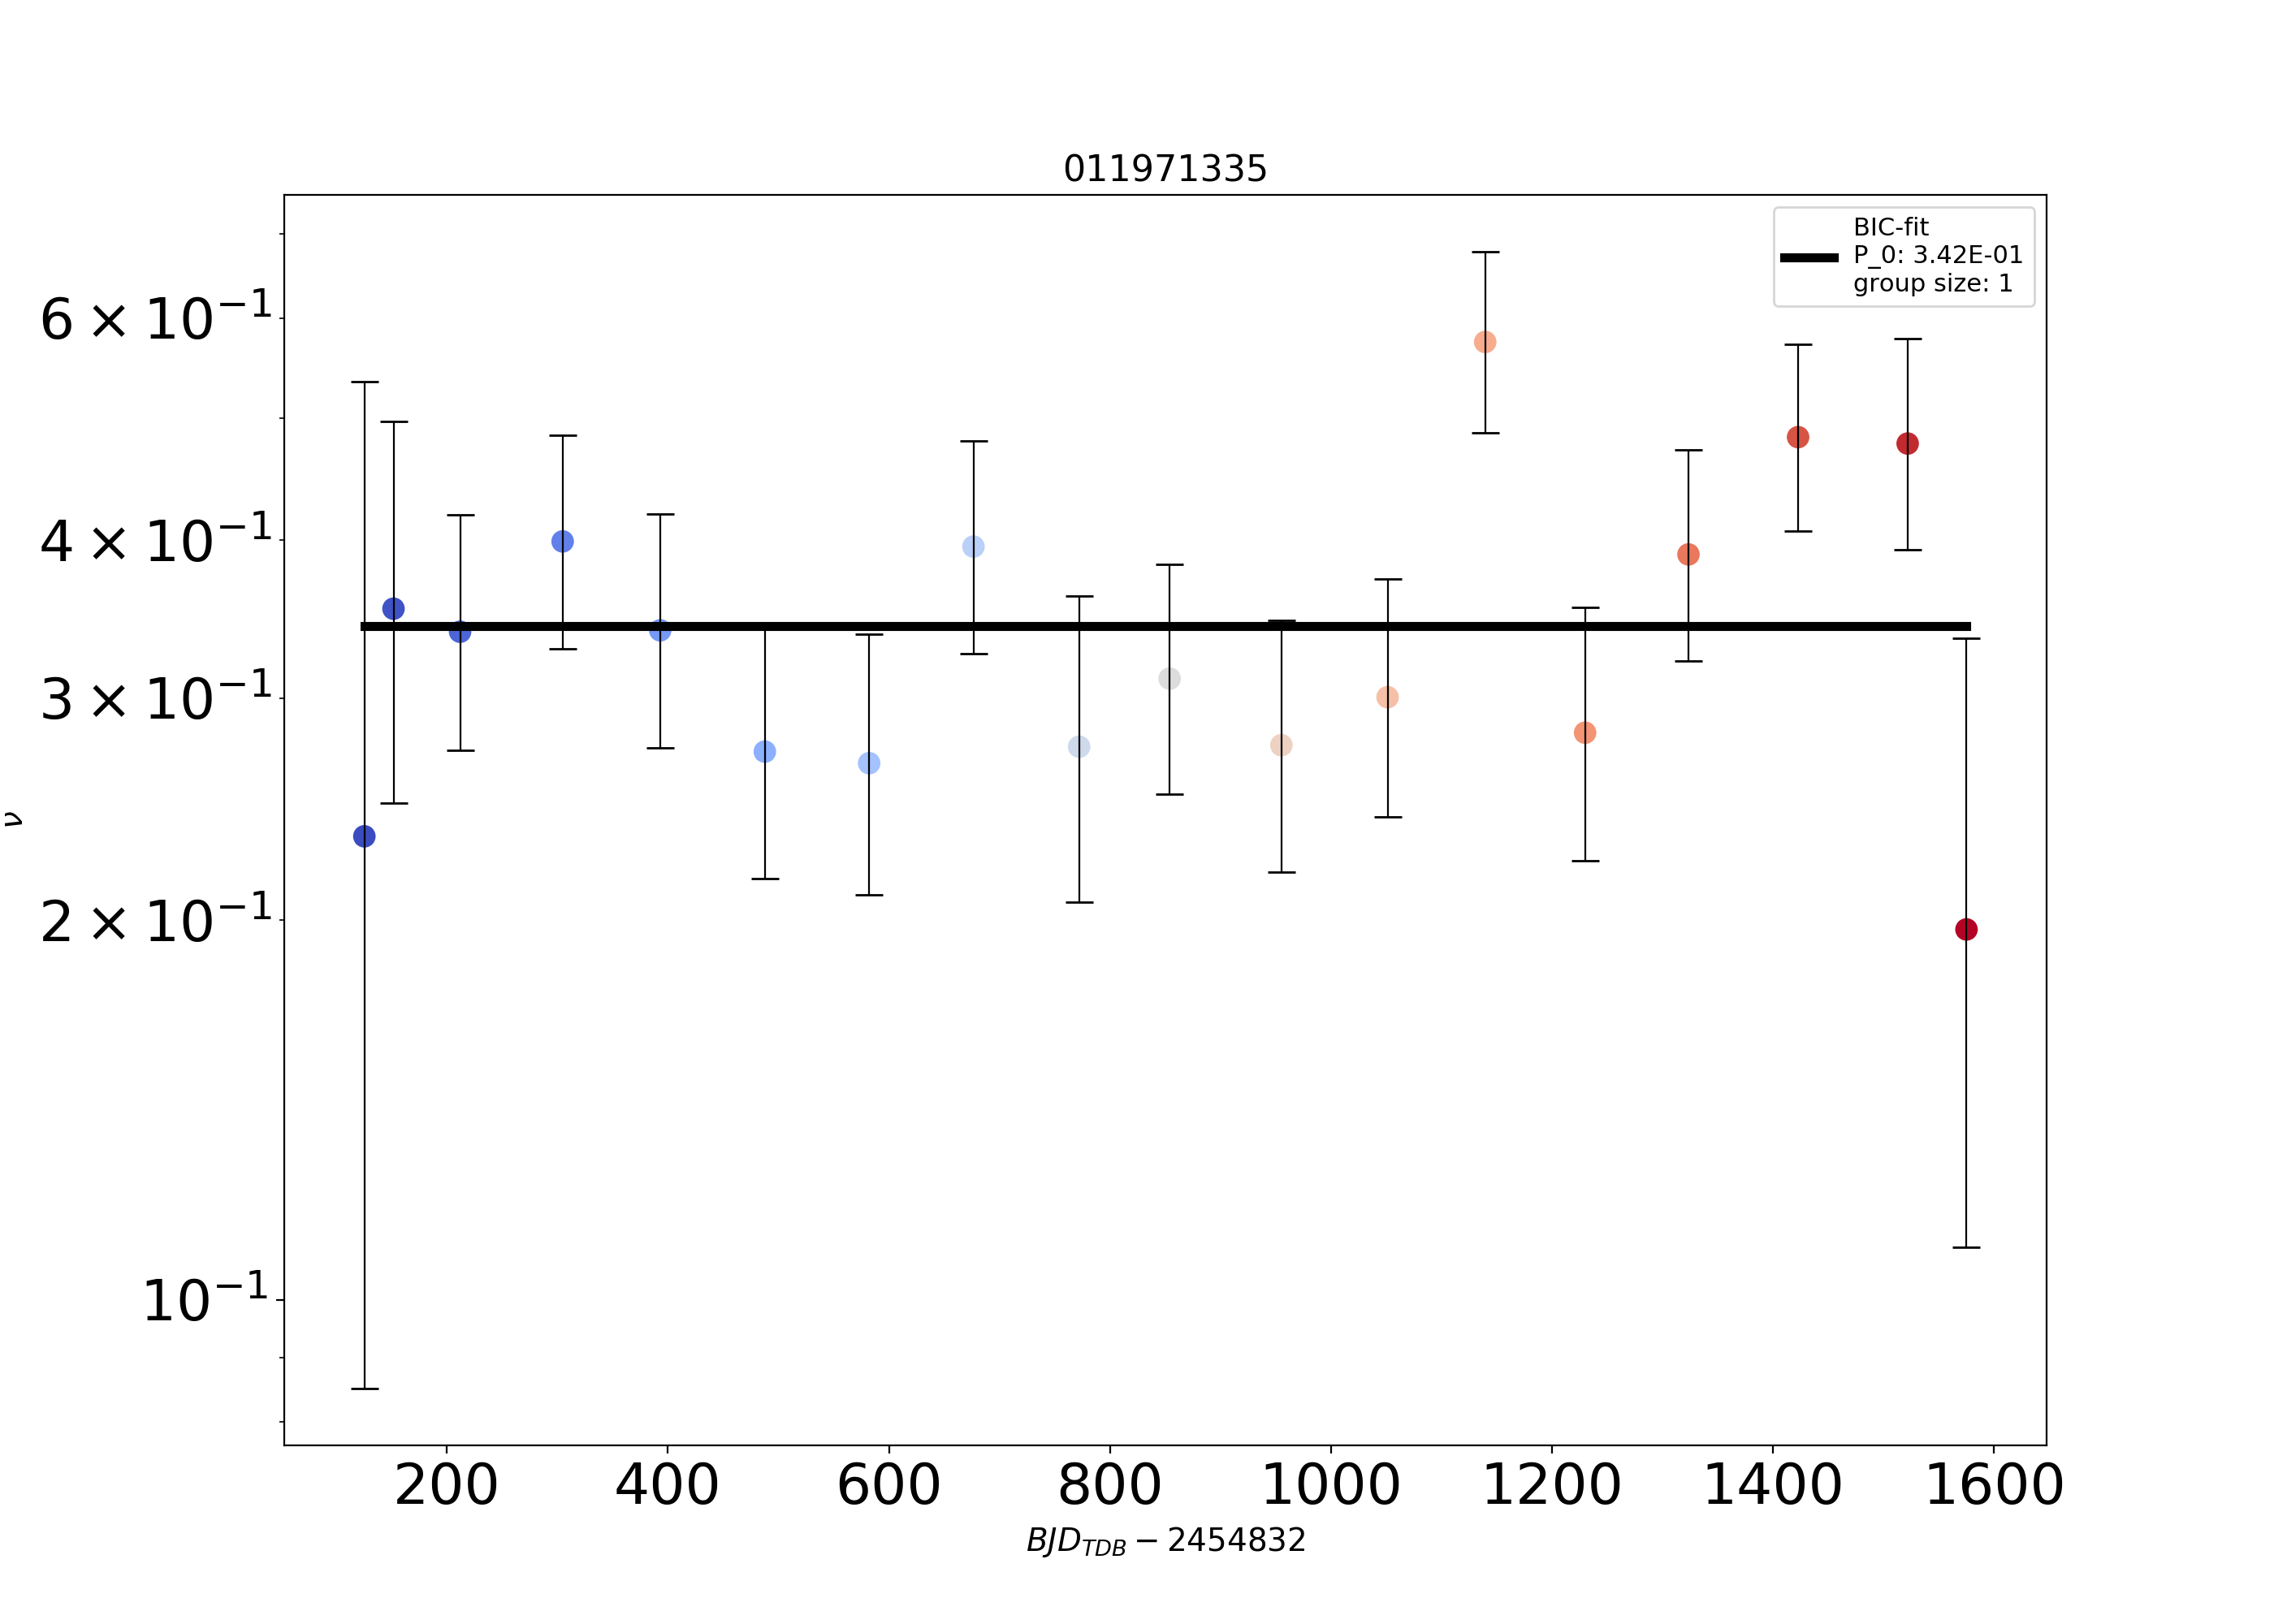 011971335
BIC-fit
P_0: 3.42E-01
group size: 1
6 × 10⁻¹
4 × 10⁻¹
3 × 10⁻¹
2 × 10⁻¹
10⁻¹
ν
200 400 600 800 1000 1200 1400 1600
BJD_TDB − 2454832